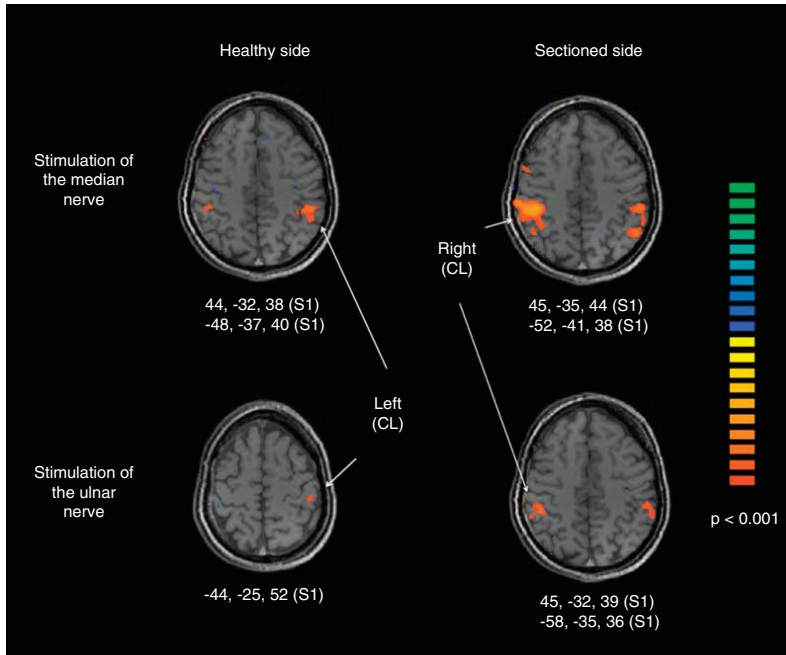 Healthy side
Sectioned side
Stimulation of
the median
nerve
44, -32, 38 (S1)
-48, -37, 40 (S1)
Right
(CL)
45, -35, 44 (S1)
-52, -41, 38 (S1)
Left
(CL)
Stimulation of
the ulnar
nerve
-44, -25, 52 (S1)
45, -32, 39 (S1)
-58, -35, 36 (S1)
p < 0.001